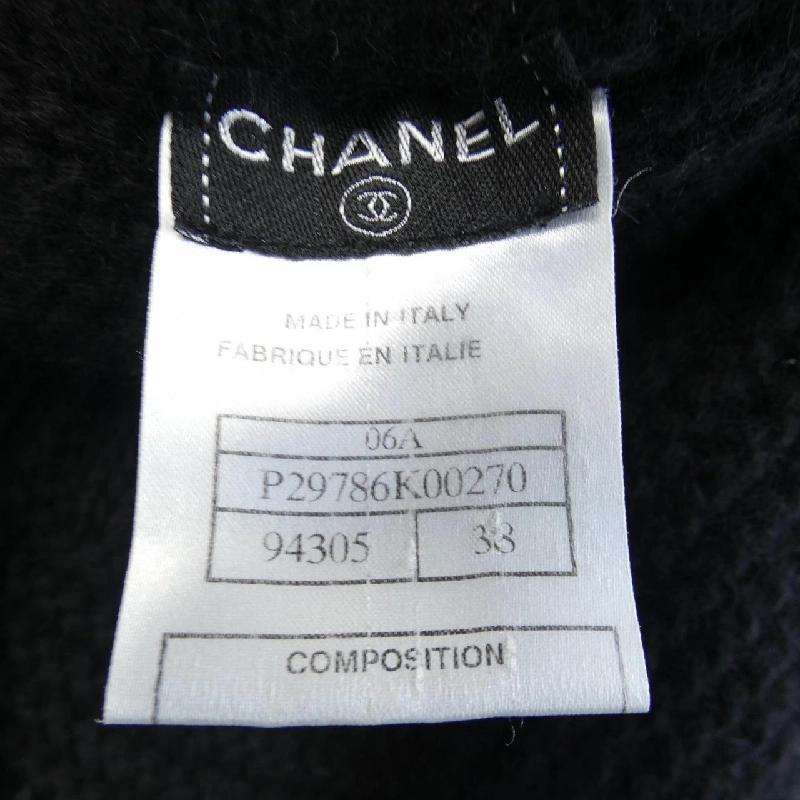 CHANEL
MADE IN ITALY
FABRIQUE EN ITALIE
06A
P29786K00270
94305 38
COMPOSITION